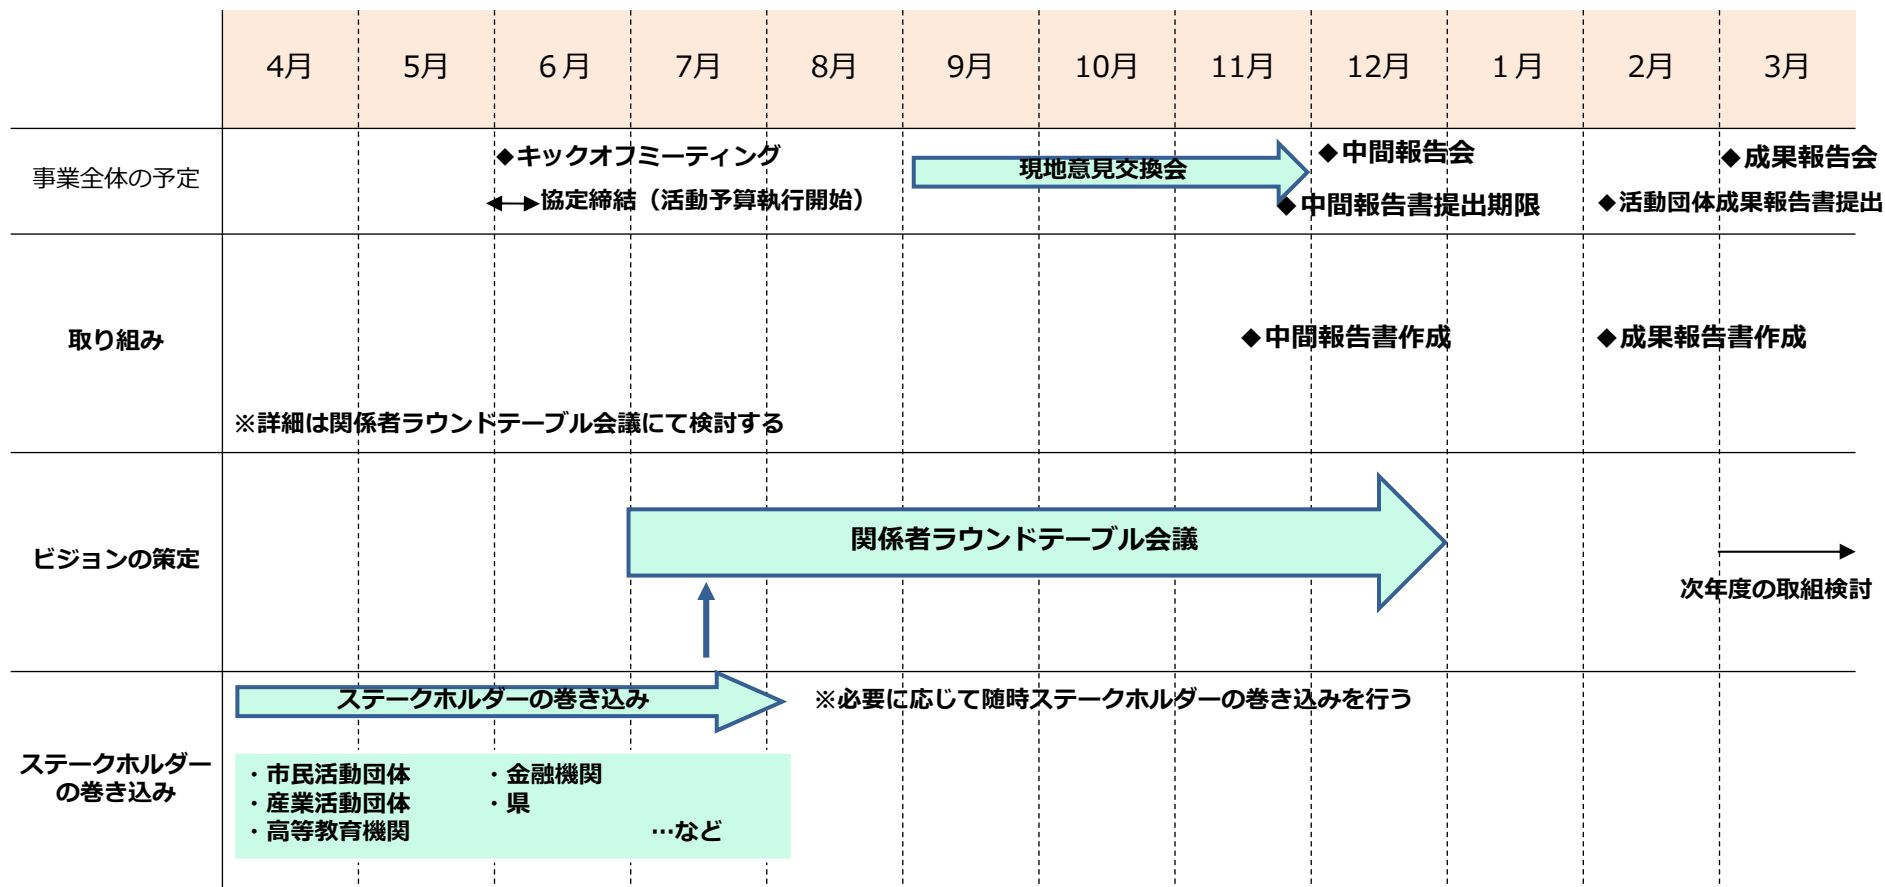 4月 5月 ６月 7月 8月 9月 10月 11月 12月 １月 2月 3月
事業全体の予定
◆キックオフミーティング
協定締結（活動予算執行開始）
現地意見交換会
◆中間報告会
◆中間報告書提出期限
◆成果報告会
◆活動団体成果報告書提出
取り組み
◆中間報告書作成
◆成果報告書作成
※詳細は関係者ラウンドテーブル会議にて検討する
ビジョンの策定
関係者ラウンドテーブル会議
次年度の取組検討
ステークホルダー
の巻き込み
ステークホルダーの巻き込み
※必要に応じて随時ステークホルダーの巻き込みを行う
・市民活動団体 ・金融機関
・産業活動団体 ・県
・高等教育機関 …など